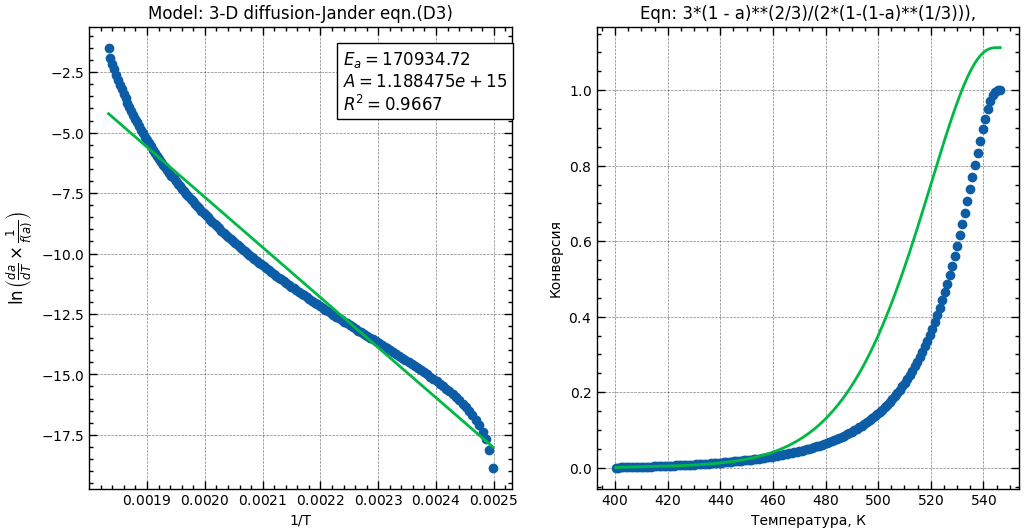 Model: 3-D diffusion-Jander eqn.(D3)
E_a = 170934.72
A = 1.188475e + 15
R^2 = 0.9667
−2.5
−5.0
−7.5
−10.0
−12.5
−15.0
−17.5
ln(da/dT × 1/f(a))
0.0019 0.0020 0.0021 0.0022 0.0023 0.0024 0.0025
1/T
Eqn: 3*(1 - a)**(2/3)/(2*(1-(1-a)**(1/3))),
1.0
0.8
0.6
0.4
0.2
0.0
Конверсия
400 420 440 460 480 500 520 540
Температура, К